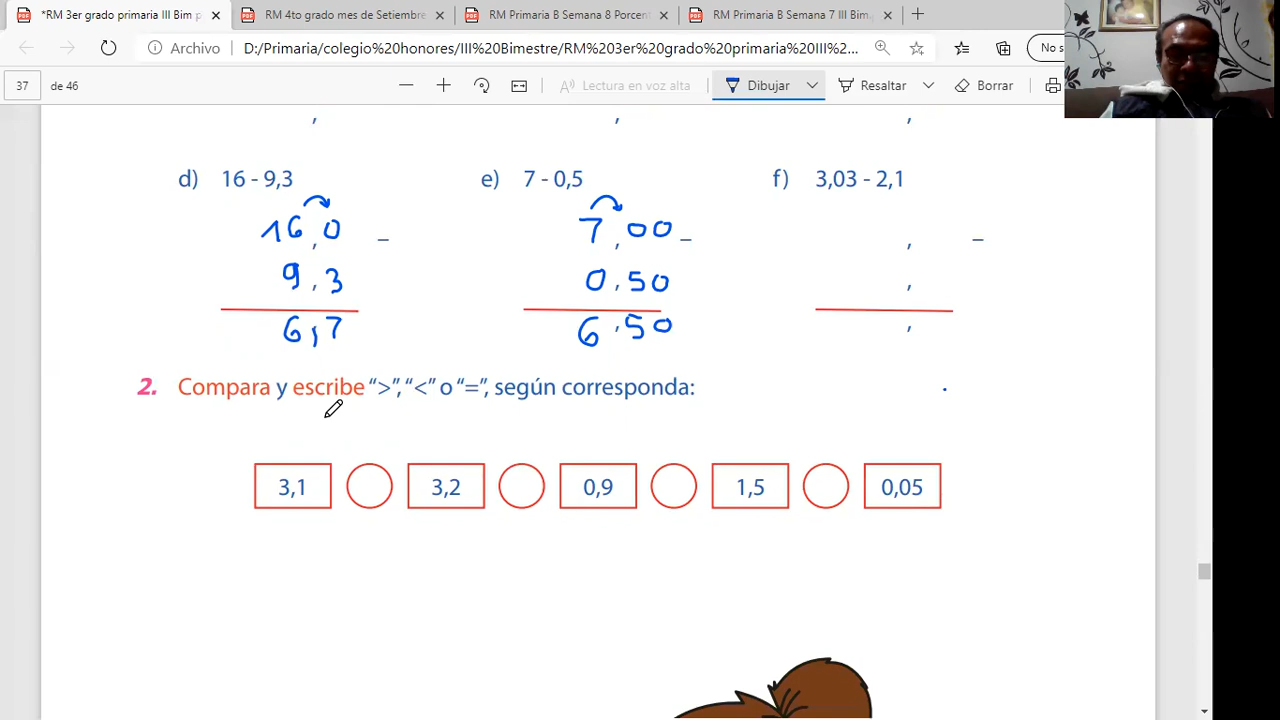 *RM 3er grado primaria III Bim p
RM 4to grado mes de Setiembre
RM Primaria B Semana 8 Porcent
RM Primaria B Semana 7 III Bim.
Archivo
D:/Primaria/colegio%20honores/III%20Bimestre/RM%203er%20grado%20primaria%20III%2...
No s
37 de 46
Lectura en voz alta
Dibujar
Resaltar
Borrar
, , ,
d) 16 - 9,3 e) 7 - 0,5 f) 3,03 - 2,1
16,0 – 7,00 – , –
9,3 0,50 ,
6,7 6,50 ,
2. Compara y escribe “>”, “<” o “=”, según corresponda:
3,1 3,2 0,9 1,5 0,05